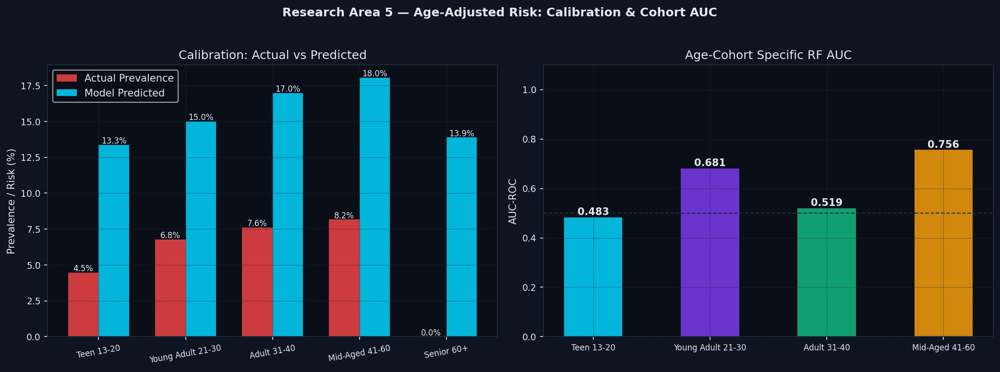 Research Area 5 — Age-Adjusted Risk: Calibration & Cohort AUC
Calibration: Actual vs Predicted
Actual Prevalence
Model Predicted
Prevalence / Risk (%)
17.5
15.0
12.5
10.0
7.5
5.0
2.5
0.0
4.5%
13.3%
6.8%
15.0%
7.6%
17.0%
8.2%
18.0%
0.0%
13.9%
Teen 13-20
Young Adult 21-30
Adult 31-40
Mid-Aged 41-60
Senior 60+
Age-Cohort Specific RF AUC
AUC-ROC
1.0
0.8
0.6
0.4
0.2
0.0
0.483
0.681
0.519
0.756
Teen 13-20
Young Adult 21-30
Adult 31-40
Mid-Aged 41-60